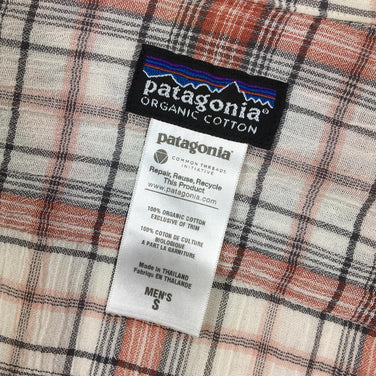 patagonia®
ORGANIC COTTON
patagonia®
COMMON THREADS
INITIATIVE
Repair, Reuse, Recycle
This Product
www.patagonia.com
100% ORGANIC COTTON
EXCLUSIVE OF TRIM
100% COTON DE CULTURE
BIOLOGIQUE
A PART LA GARNITURE
Made in THAILAND
Fabriqué en THAILANDE
MEN'S
S